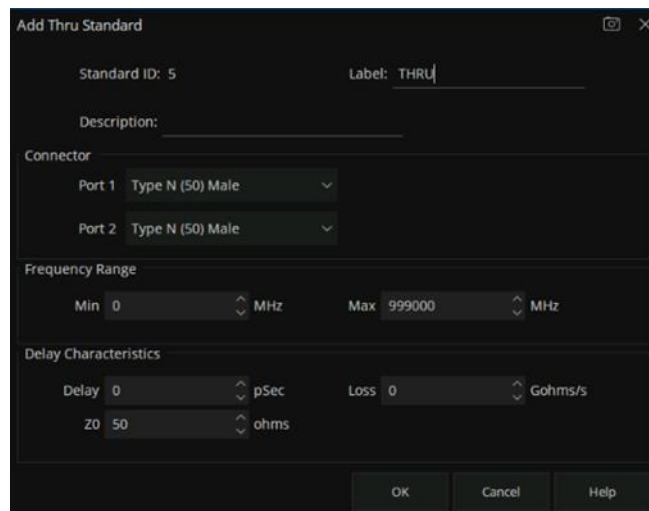 Add Thru Standard
Standard ID: 5 Label: THRU
Description:
Connector
Port 1 Type N (50) Male
Port 2 Type N (50) Male
Frequency Range
Min 0 MHz Max 999000 MHz
Delay Characteristics
Delay 0 pSec Loss 0 Gohms/s
Z0 50 ohms
OK Cancel Help